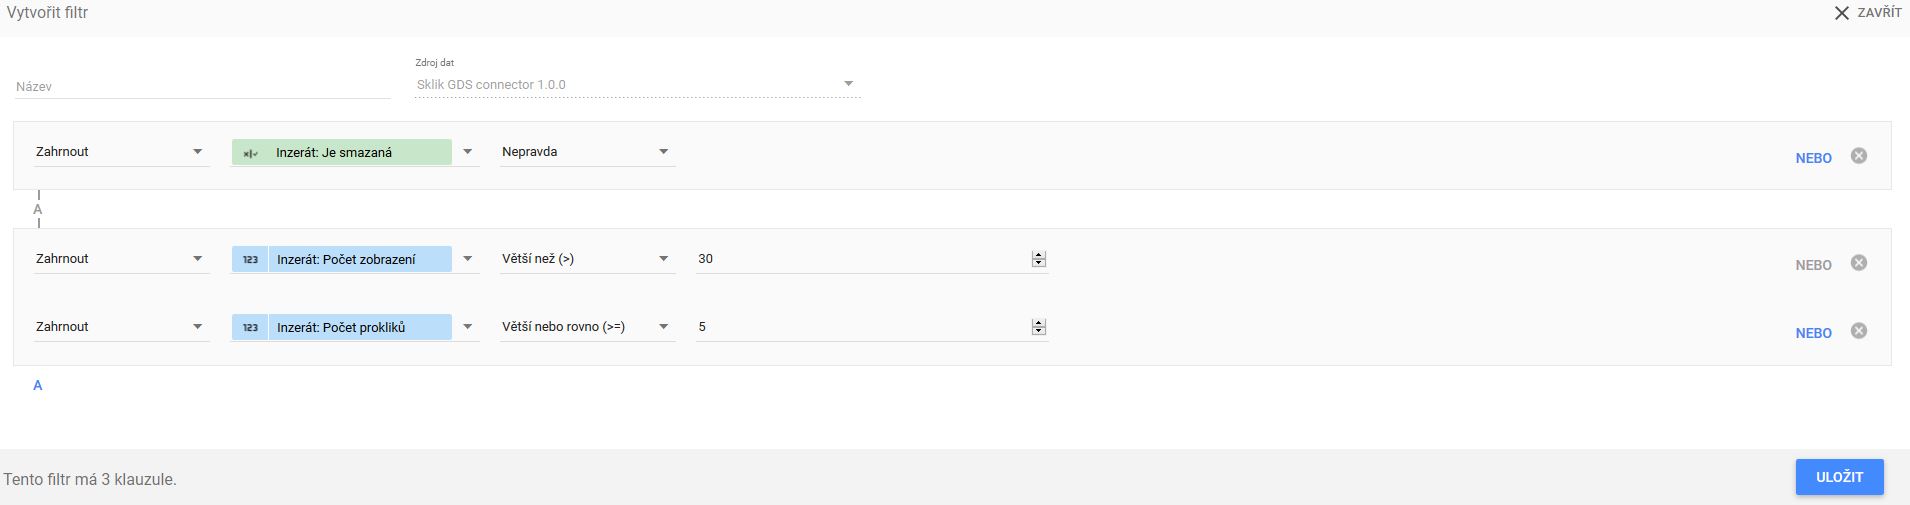 Vytvořit filtr
ZAVŘÍT
Zdroj dat
Název
Sklik GDS connector 1.0.0
Zahrnout Inzerát: Je smazaná Nepravda NEBO
A
Zahrnout 123 Inzerát: Počet zobrazení Větší než (>) 30 NEBO
Zahrnout 123 Inzerát: Počet prokliků Větší nebo rovno (>=) 5 NEBO
A
Tento filtr má 3 klauzule.
ULOŽIT